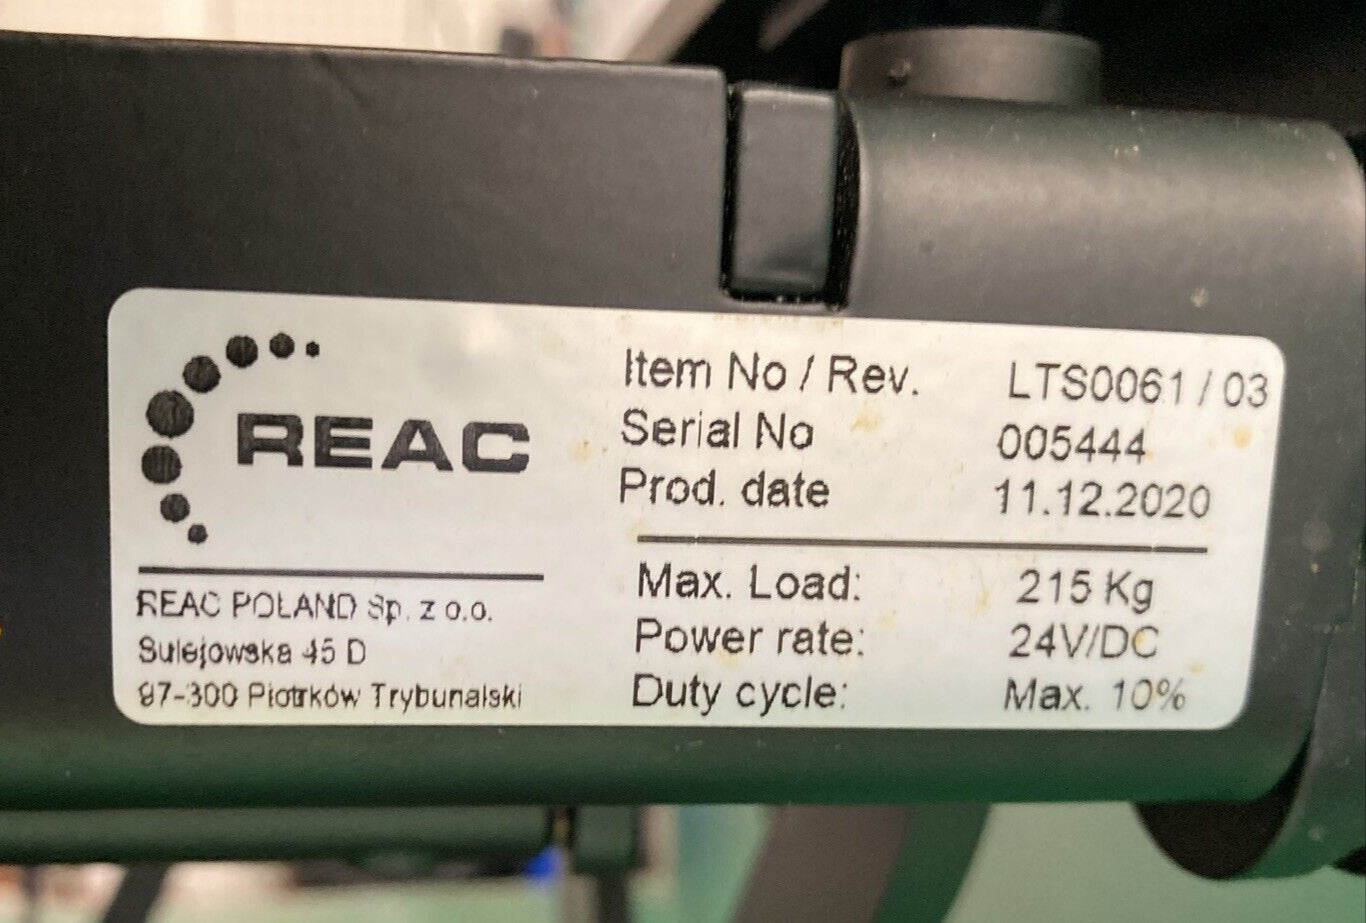 REAC
REAC POLAND Sp. z o.o.
Sulejowska 45 D
97-300 Piotrków Trybunalski
Item No / Rev. LTS0061 / 03
Serial No 005444
Prod. date 11.12.2020
Max. Load: 215 Kg
Power rate: 24V/DC
Duty cycle: Max. 10%